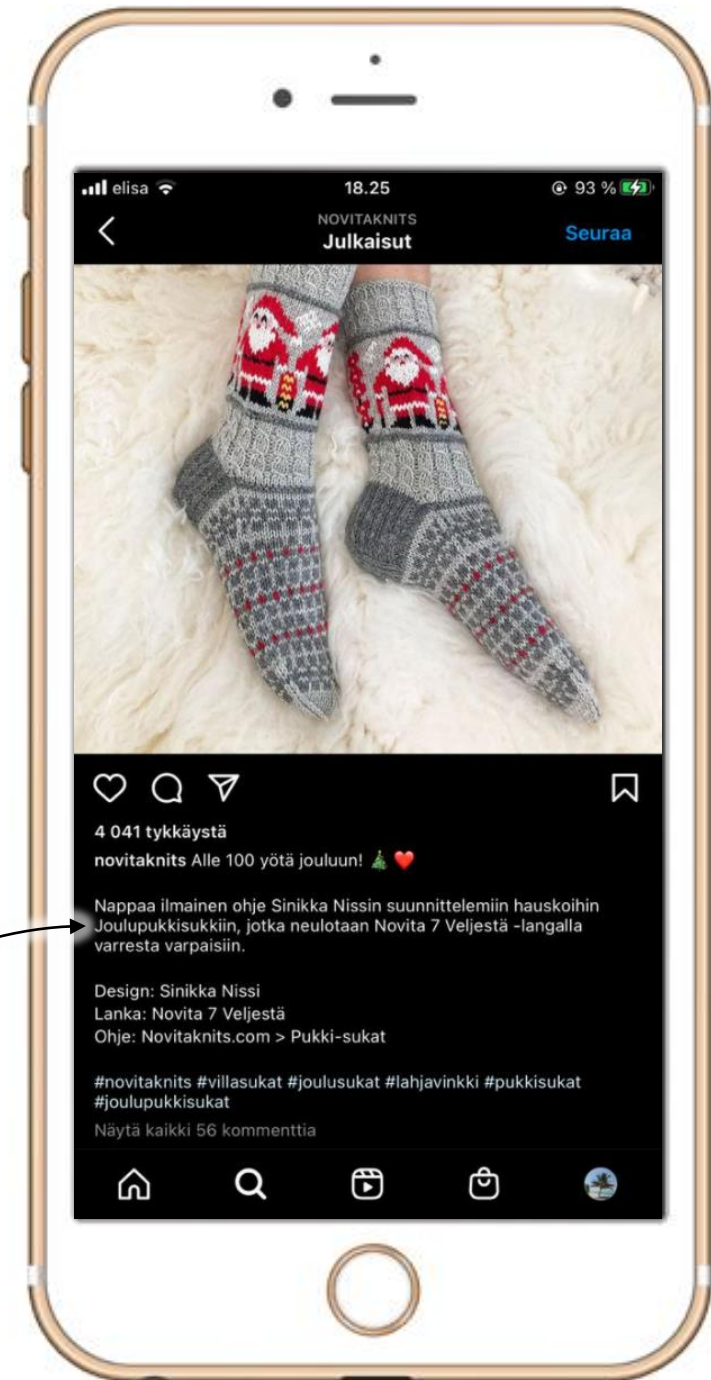 elisa 18.25 93 %
NOVITAKNITS
Julkaisut Seuraa
4 041 tykkäystä
novitaknits Alle 100 yötä jouluun! 🎄 ❤️
Nappaa ilmainen ohje Sinikka Nissin suunnittelemiin hauskoihin
Joulupukkisukkiin, jotka neulotaan Novita 7 Veljestä -langalla
varresta varpaisiin.
Design: Sinikka Nissi
Lanka: Novita 7 Veljestä
Ohje: Novitaknits.com > Pukki-sukat
#novitaknits #villasukat #joulusukat #lahjavinkki #pukkisukat
#joulupukkisukat
Näytä kaikki 56 kommenttia